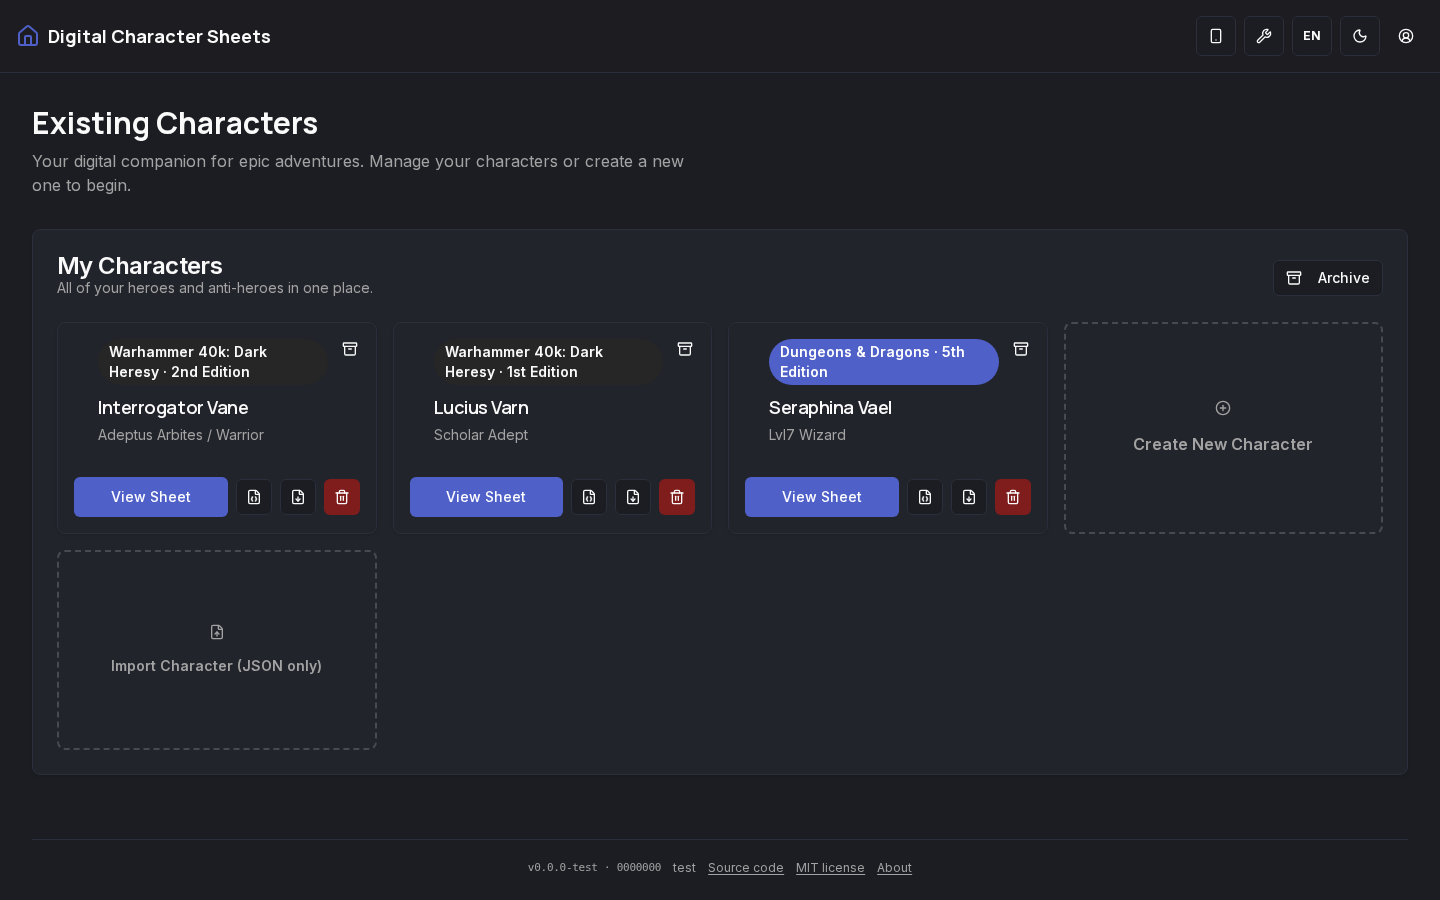 Digital Character Sheets
EN
Existing Characters
Your digital companion for epic adventures. Manage your characters or create a new
one to begin.
My Characters
All of your heroes and anti-heroes in one place.
Archive
Warhammer 40k: Dark
Heresy · 2nd Edition
Interrogator Vane
Adeptus Arbites / Warrior
View Sheet
Warhammer 40k: Dark
Heresy · 1st Edition
Lucius Varn
Scholar Adept
View Sheet
Dungeons & Dragons · 5th
Edition
Seraphina Vael
Lvl7 Wizard
View Sheet
Create New Character
Import Character (JSON only)
v0.0.0-test · 0000000 test Source code MIT license About